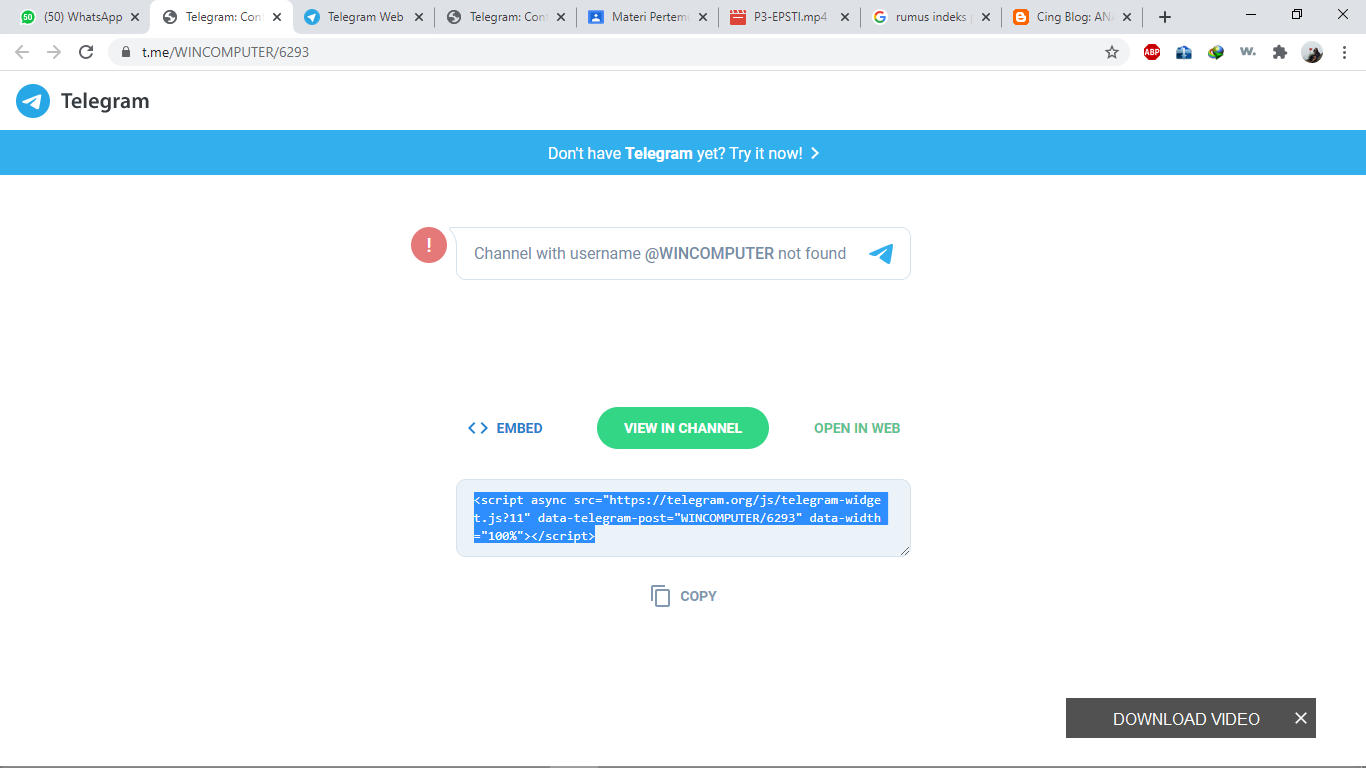 50 (50) WhatsApp
Telegram: Con
Telegram Web
Telegram: Con
Materi Pertem
P3-EPSTI.mp4
rumus indeks
Cing Blog: AN
t.me/WINCOMPUTER/6293
ABP
w.
Telegram
Don't have Telegram yet? Try it now!
!
Channel with username @WINCOMPUTER not found
<> EMBED
VIEW IN CHANNEL
OPEN IN WEB
<script async src="https://telegram.org/js/telegram-widge
t.js?11" data-telegram-post="WINCOMPUTER/6293" data-width
="100%"></script>
COPY
DOWNLOAD VIDEO